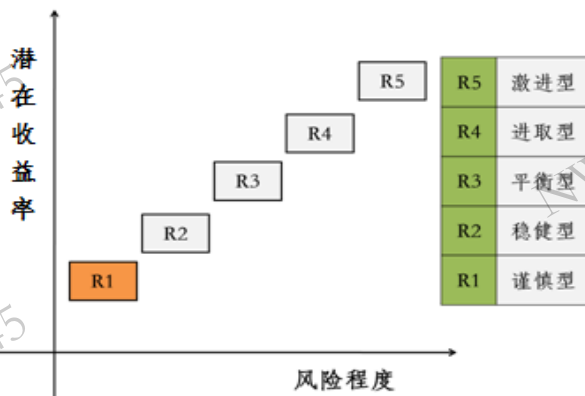 潜在收益率
R5
R4
R3
R2
R1
风险程度
R5 激进型
R4 进取型
R3 平衡型
R2 稳健型
R1 谨慎型